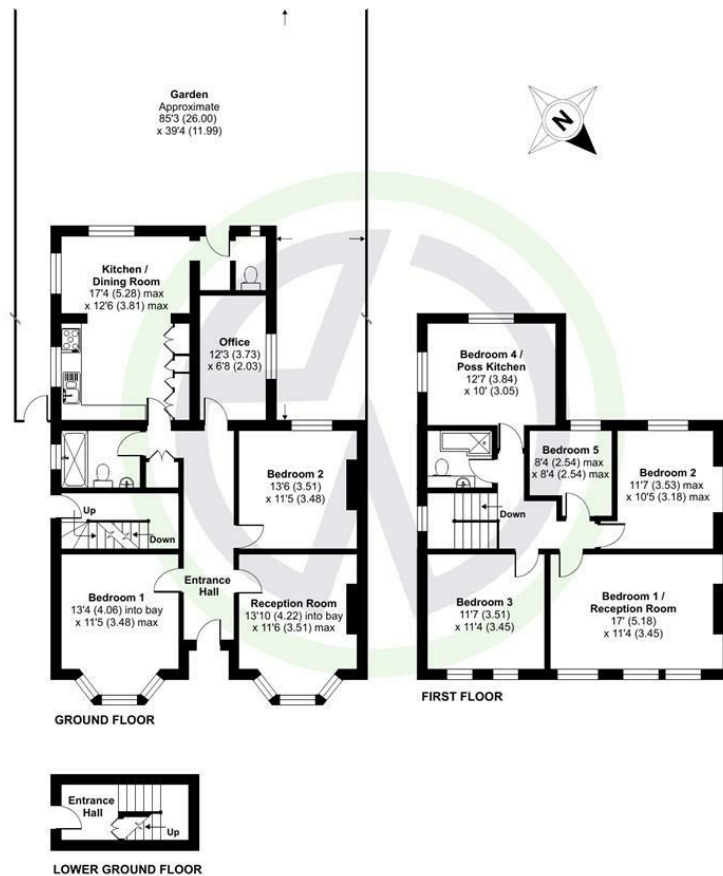 Garden
Approximate
85'3 (26.00)
x 39'4 (11.99)
N
Kitchen /
Dining Room
17'4 (5.28) max
x 12'6 (3.81) max
Office
12'3 (3.73)
x 6'8 (2.03)
Bedroom 2
13'6 (3.51)
x 11'5 (3.48)
Up
Down
Bedroom 1
13'4 (4.06) into bay
x 11'5 (3.48) max
Entrance
Hall
Reception Room
13'10 (4.22) into bay
x 11'6 (3.51) max
GROUND FLOOR
Bedroom 4 /
Poss Kitchen
12'7 (3.84)
x 10' (3.05)
Bedroom 5
8'4 (2.54) max
x 8'4 (2.54) max
Bedroom 2
11'7 (3.53) max
x 10'5 (3.18) max
Down
Bedroom 3
11'7 (3.51)
x 11'4 (3.45)
Bedroom 1 /
Reception Room
17' (5.18)
x 11'4 (3.45)
FIRST FLOOR
Entrance
Hall
Up
LOWER GROUND FLOOR